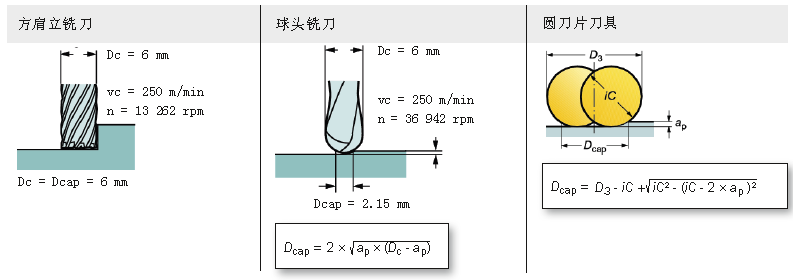 方肩立铣刀
Dc = 6 mm
vc = 250 m/min
n = 13 262 rpm
Dc = Dcap = 6 mm
球头铣刀
Dc = 6 mm
vc = 250 m/min
n = 36 942 rpm
Dcap = 2.15 mm
Dcap = 2 × √ap × (Dc - ap)
圆刀片刀具
D3
iC
ap
Dcap
Dcap = D3 - iC + √iC² - (iC - 2 × ap)²